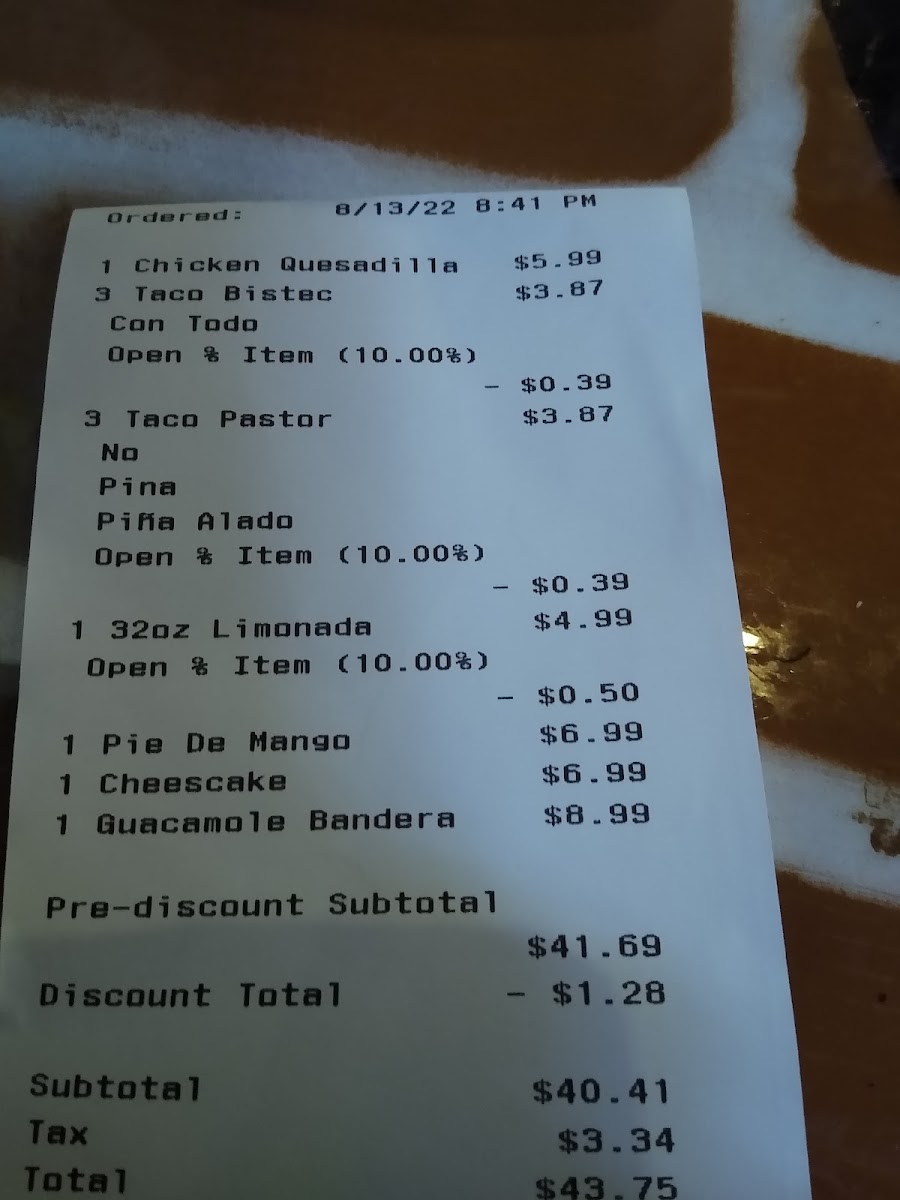 Ordered: 8/13/22 8:41 PM
1 Chicken Quesadilla $5.99
3 Taco Bistec $3.87
Con Todo
Open % Item (10.00%)
- $0.39
3 Taco Pastor $3.87
No
Pina
Piña Alado
Open % Item (10.00%)
- $0.39
1 32oz Limonada $4.99
Open % Item (10.00%)
- $0.50
1 Pie De Mango $6.99
1 Cheescake $6.99
1 Guacamole Bandera $8.99
Pre-discount Subtotal
$41.69
Discount Total - $1.28
Subtotal $40.41
Tax $3.34
Total $43.75